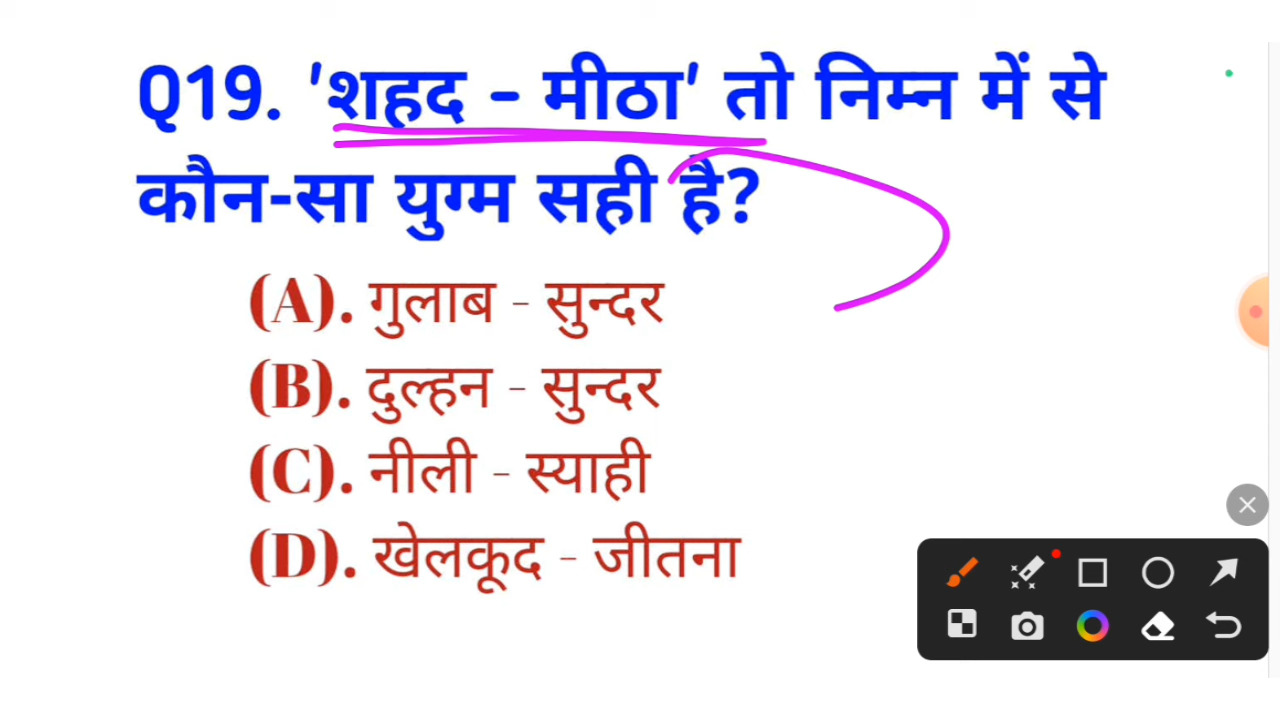 Q19. 'शहद - मीठा' तो निम्न में से
कौन-सा युग्म सही है?
(A). गुलाब - सुन्दर
(B). दुल्हन - सुन्दर
(C). नीली - स्याही
(D). खेलकूद - जीतना